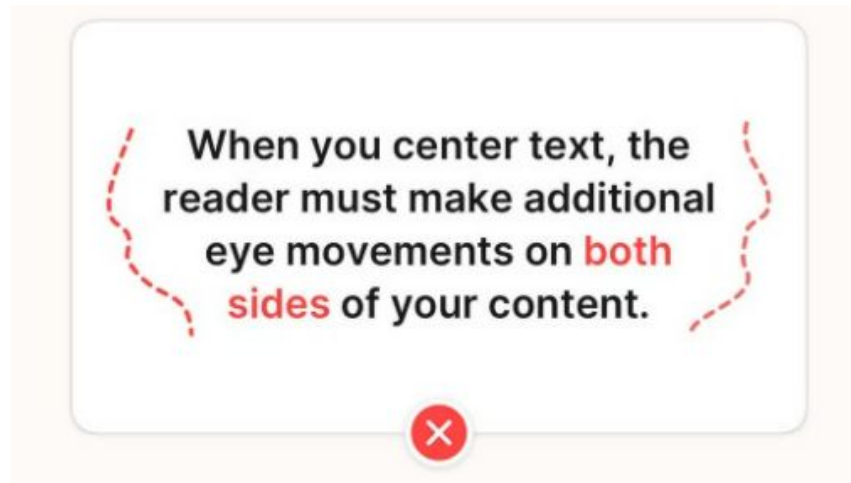 When you center text, the
reader must make additional
eye movements on both
sides of your content.